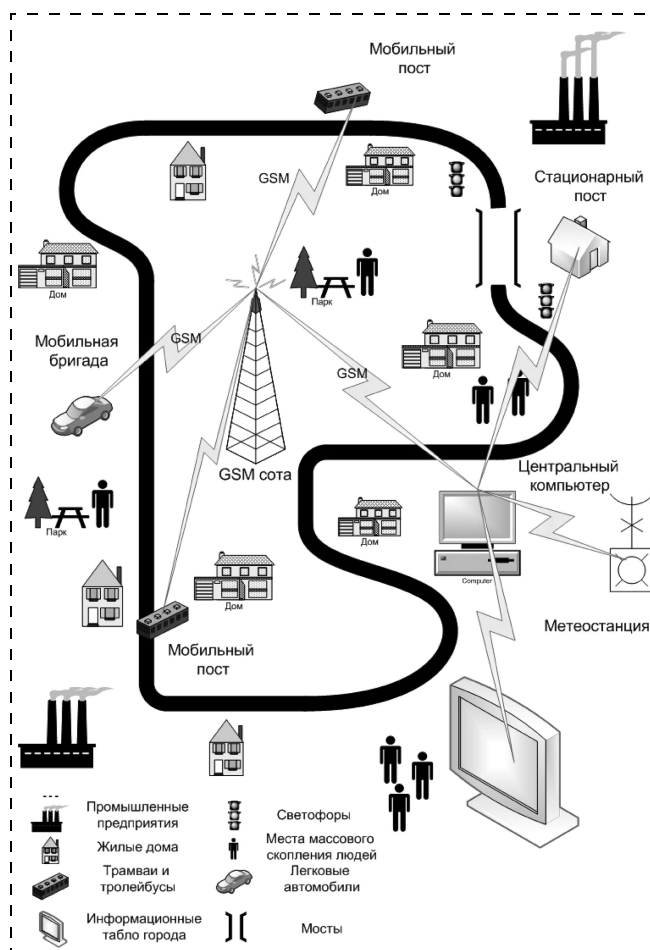 Мобильный
пост
GSM
Дом
Стационарный
пост
Дом
Парк
Мобильная
бригада
GSM
GSM
Дом
GSM сота
Центральный
компьютер
Парк
Дом
Дом
Computer
Метеостанция
Мобильный
пост
Промышленные
предприятия
Светофоры
Жилые дома
Места массового
скопления людей
Трамваи и
тролейбусы
Легковые
автомобили
Информационные
табло города
Мосты